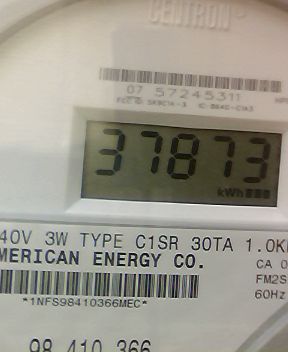 CENTRON®
07 57245311
37873
kWh
40V 3W TYPE C1SR 30TA 1.0K
MERICAN ENERGY CO.
CA 0
FM2S
60Hz
*1NFS98410366MEC*
98 410 366